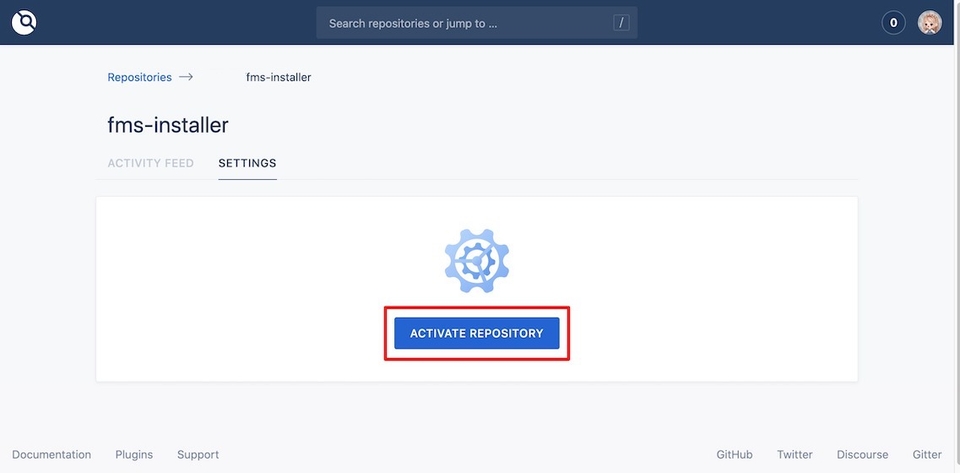 Search repositories or jump to ... /
0
Repositories → fms-installer
fms-installer
ACTIVITY FEED SETTINGS
ACTIVATE REPOSITORY
Documentation Plugins Support GitHub Twitter Discourse Gitter